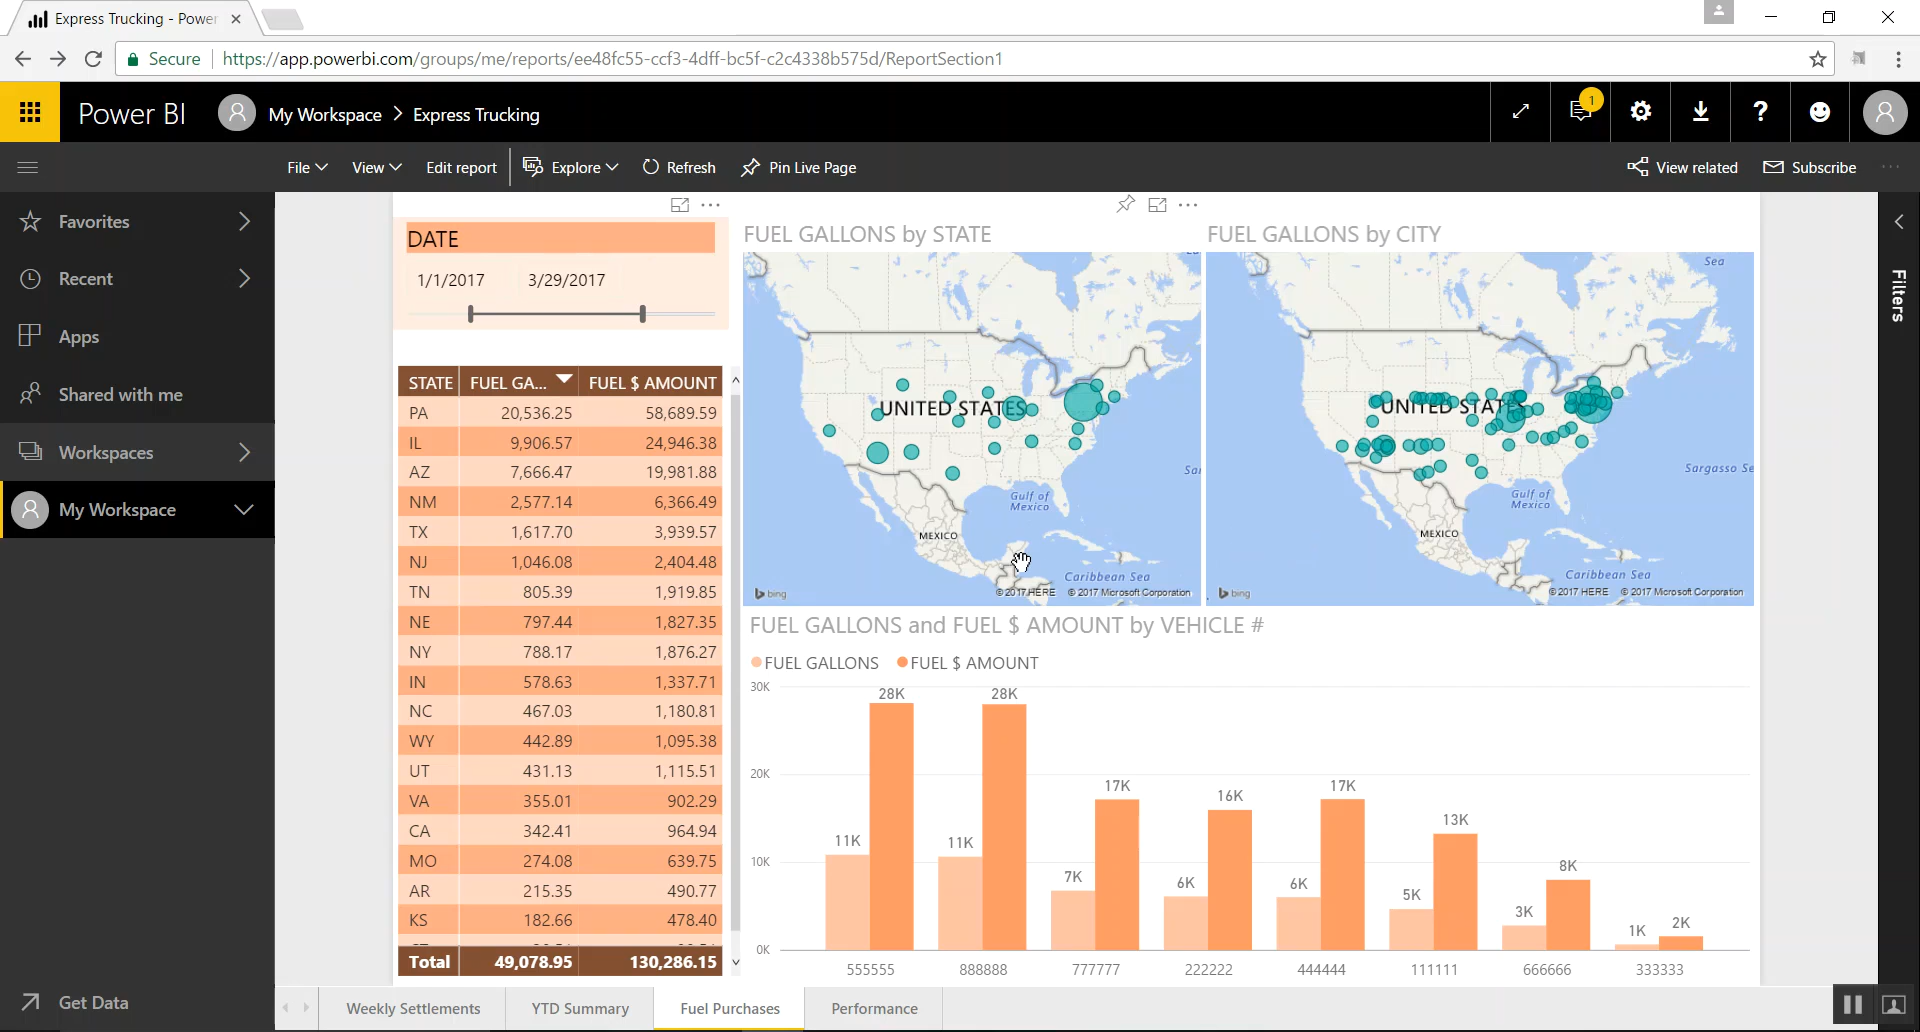 Express Trucking - Power
Secure
https://app.powerbi.com/groups/me/reports/ee48fc55-ccf3-4dff-bc5f-c2c4338b575d/ReportSection1
Power BI
My Workspace > Express Trucking
1
?
File
View
Edit report
Explore
Refresh
Pin Live Page
View related
Subscribe
Favorites
Recent
Apps
Shared with me
Workspaces
My Workspace
Get Data
Filters
DATE
1/1/2017 3/29/2017
STATE FUEL GA... FUEL $ AMOUNT
PA 20,536.25 58,689.59
IL 9,906.57 24,946.38
AZ 7,666.47 19,981.88
NM 2,577.14 6,366.49
TX 1,617.70 3,939.57
NJ 1,046.08 2,404.48
TN 805.39 1,919.85
NE 797.44 1,827.35
NY 788.17 1,876.27
IN 578.63 1,337.71
NC 467.03 1,180.81
WY 442.89 1,095.38
UT 431.13 1,115.51
VA 355.01 902.29
CA 342.41 964.94
MO 274.08 639.75
AR 215.35 490.77
KS 182.66 478.40
Total 49,078.95 130,286.15
FUEL GALLONS by STATE
UNITED STATES
Gulf of
Mexico
MEXICO
Caribbean Sea
bing
© 2017 HERE © 2017 Microsoft Corporation
FUEL GALLONS by CITY
Sea
UNITED STAT
Sargasso Se
Gulf of
Mexico
MEXICO
Caribbean Sea
bing
© 2017 HERE © 2017 Microsoft Corporation
FUEL GALLONS and FUEL $ AMOUNT by VEHICLE #
FUEL GALLONS FUEL $ AMOUNT
30K
20K
10K
0K
11K 28K
11K 28K
7K 17K
6K 16K
6K 17K
5K 13K
3K 8K
1K 2K
555555 888888 777777 222222 444444 111111 666666 333333
Weekly Settlements
YTD Summary
Fuel Purchases
Performance